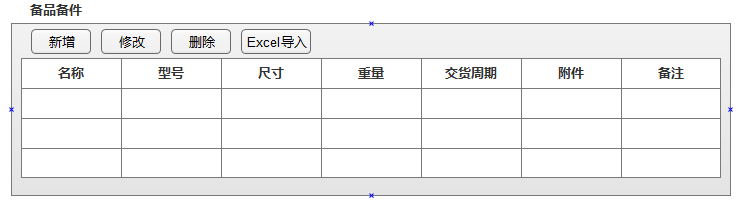 备品备件
新增 修改 删除 Excel导入
名称 型号 尺寸 重量 交货周期 附件 备注